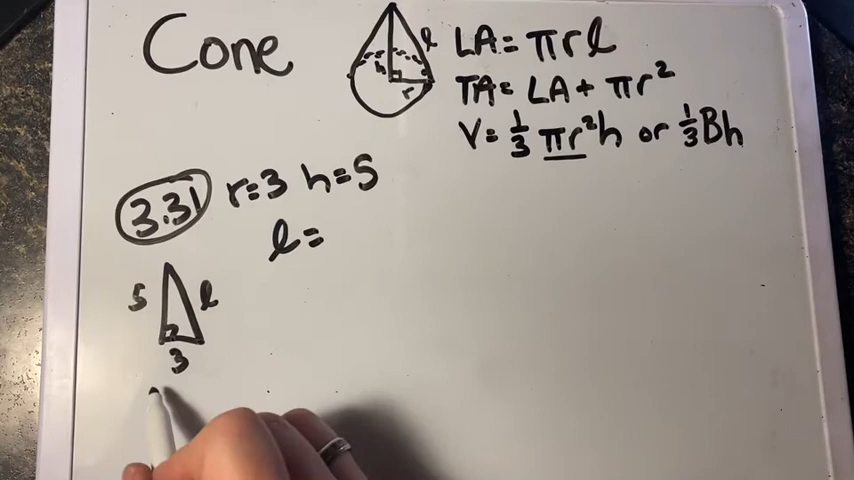 Cone
l
h
r
LA = πrl
TA = LA + πr²
V = 1/3 πr²h or 1/3 Bh
3.31 r = 3 h = 5
l =
5 l
3